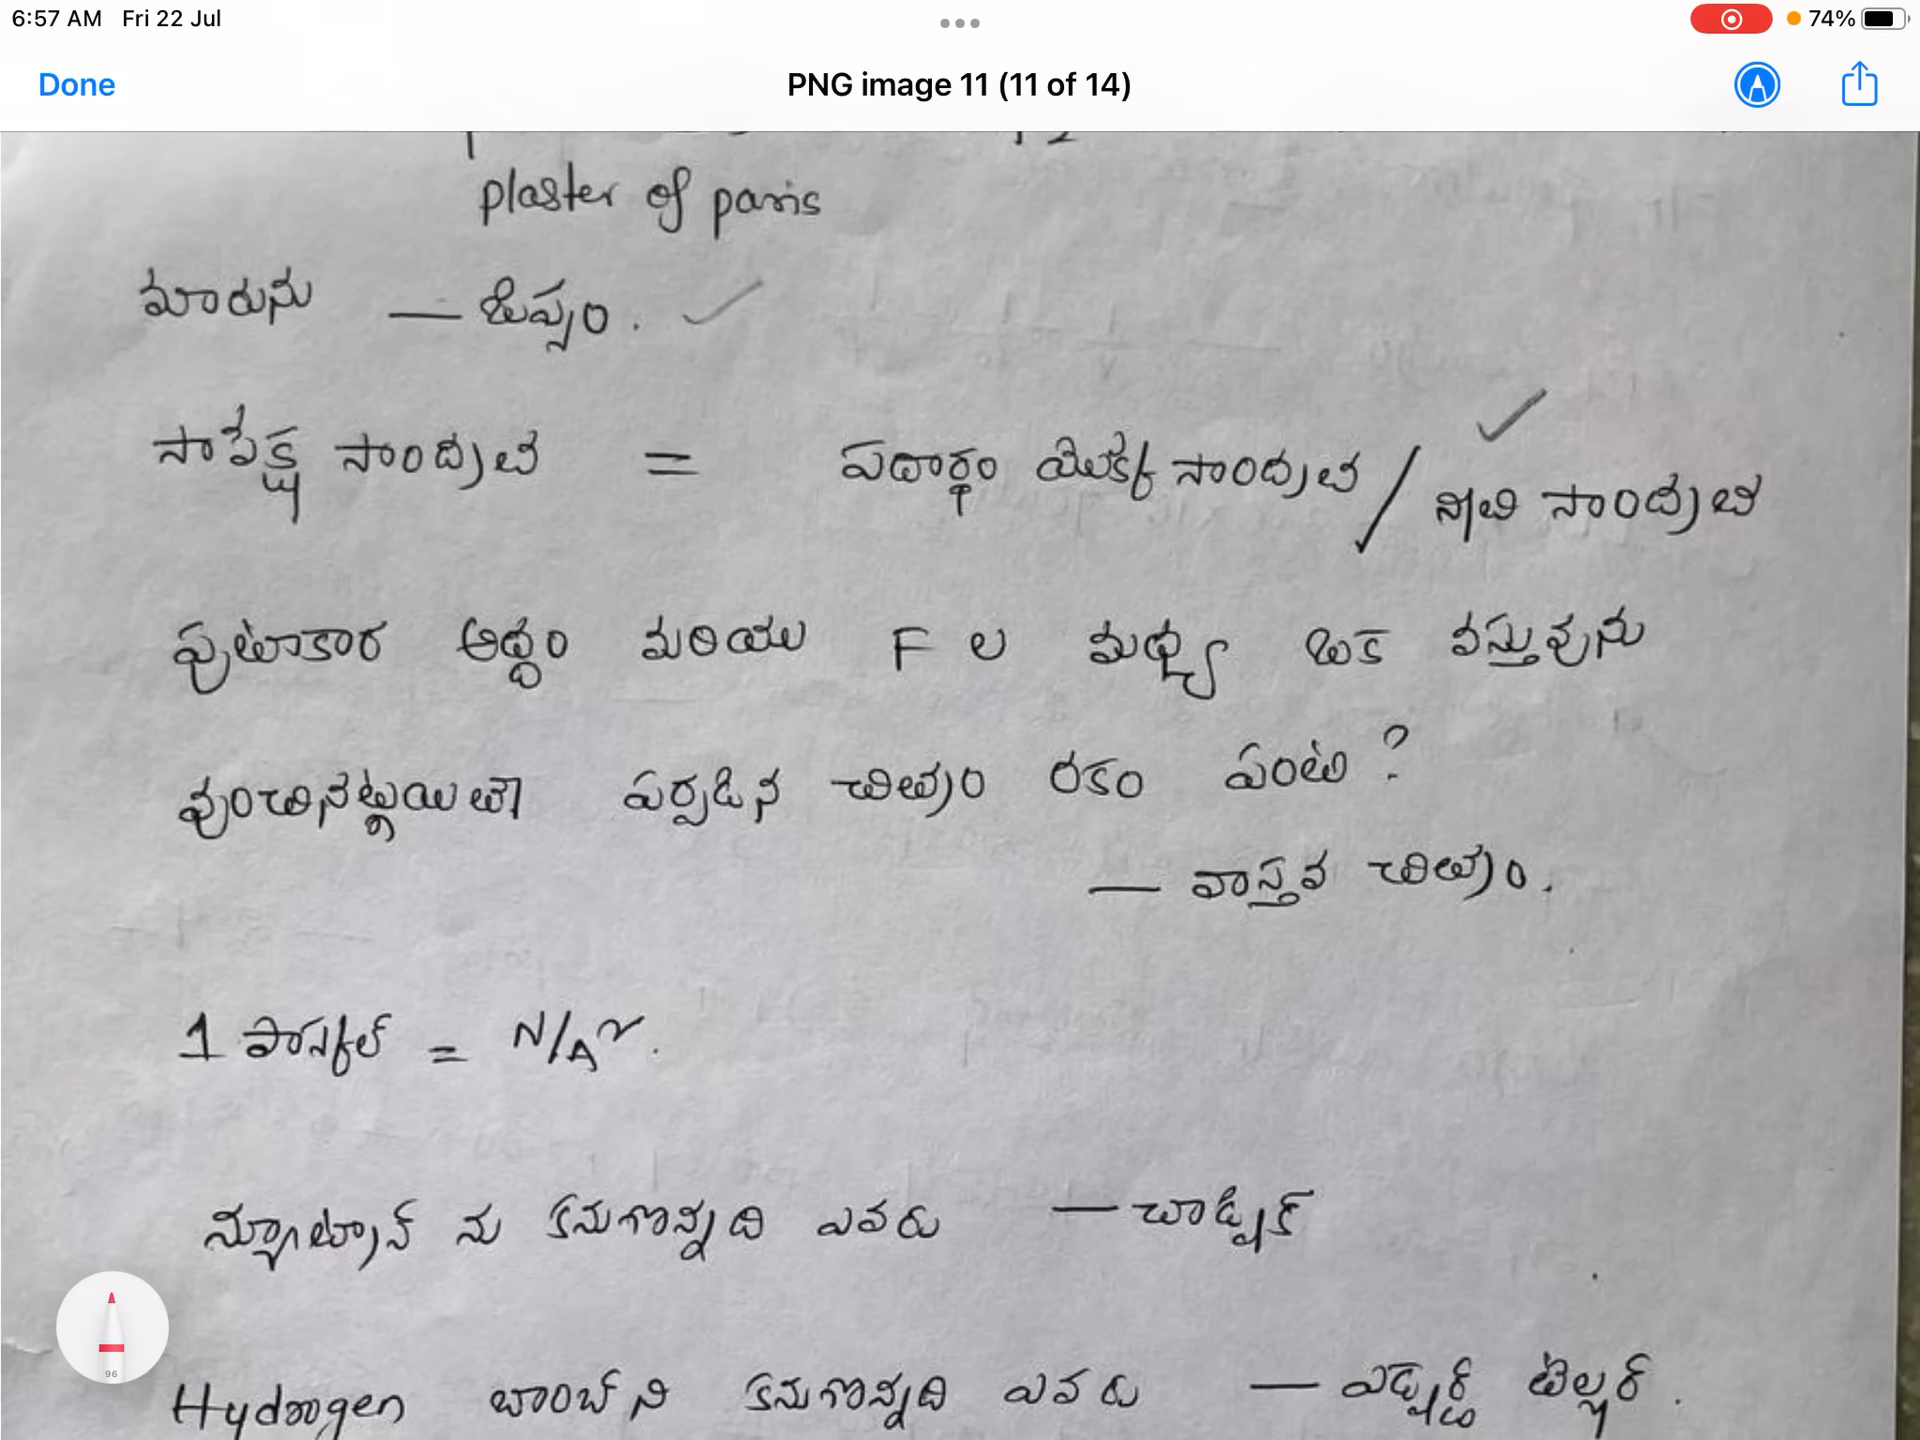 6:57 AM Fri 22 Jul
74%
Done
PNG image 11 (11 of 14)
plaster of paris
మారును — జిప్సం.
సాపేక్ష సాంద్రత = పదార్థం యొక్క సాంద్రత / నీటి సాంద్రత
పుటాకార అద్దం మరియు F ల మధ్య ఒక వస్తువును
వుంచినట్లయితే ఏర్పడిన చిత్రం రకం ఏంటి ?
— వాస్తవ చిత్రం.
1 పాస్కల్ = N/A².
న్యూట్రాన్ ను కనుగొన్నది ఎవరు — చాడ్విక్
96
Hydrogen బాంబ్ ని కనుగొన్నది ఎవరు — ఎడ్వర్డ్ టెల్లర్.